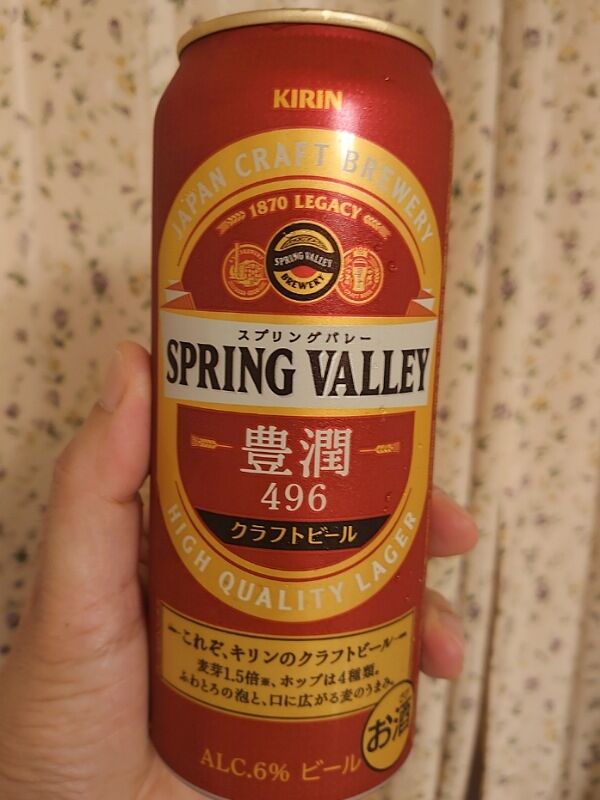 KIRIN
JAPAN CRAFT BREWERY
1870 LEGACY
SPRING VALLEY
BREWERY
スプリングバレー
SPRING VALLEY
豊潤
496
クラフトビール
HIGH QUALITY LAGER
これぞ、キリンのクラフトビール
麦芽1.5倍※、ホップは4種類。
ふわとろの泡と、口に広がる麦のうまみ。
お酒
ALC.6% ビール